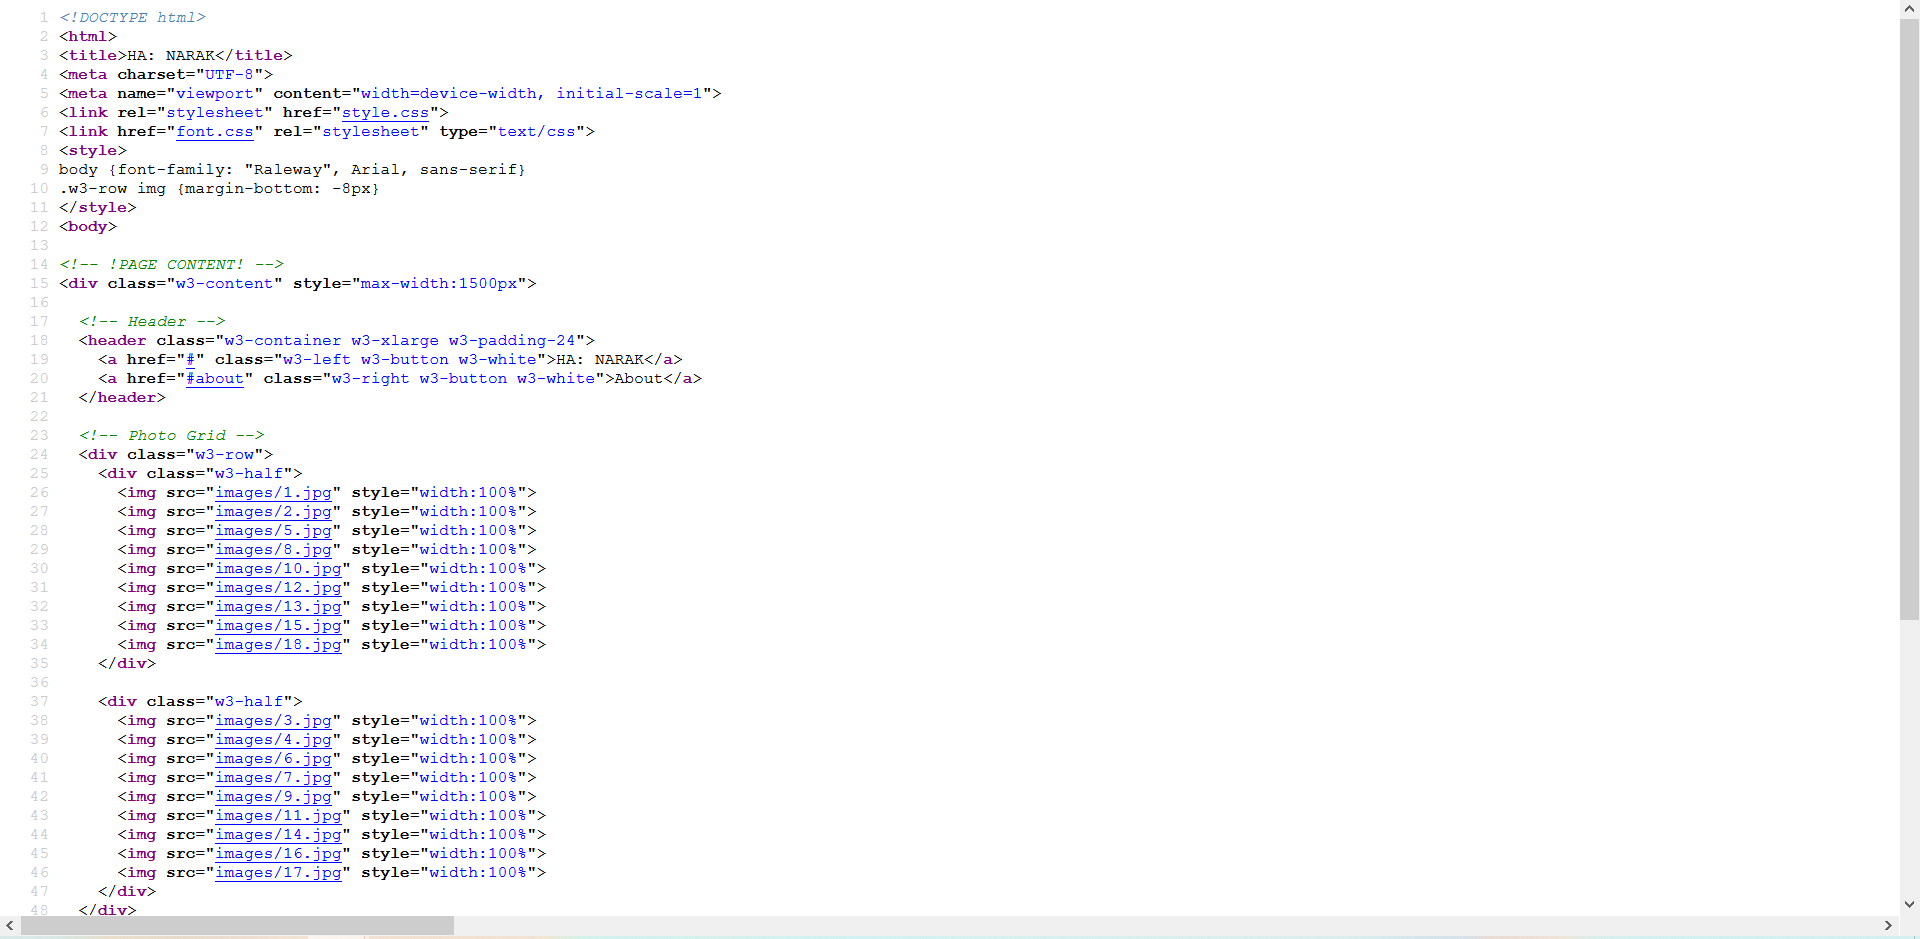 1 <!DOCTYPE html>
2 <html>
3 <title>HA: NARAK</title>
4 <meta charset="UTF-8">
5 <meta name="viewport" content="width=device-width, initial-scale=1">
6 <link rel="stylesheet" href="style.css">
7 <link href="font.css" rel="stylesheet" type="text/css">
8 <style>
9 body {font-family: "Raleway", Arial, sans-serif}
10 .w3-row img {margin-bottom: -8px}
11 </style>
12 <body>
13
14 <!-- !PAGE CONTENT! -->
15 <div class="w3-content" style="max-width:1500px">
16
17   <!-- Header -->
18   <header class="w3-container w3-xlarge w3-padding-24">
19     <a href="#" class="w3-left w3-button w3-white">HA: NARAK</a>
20     <a href="#about" class="w3-right w3-button w3-white">About</a>
21   </header>
22
23   <!-- Photo Grid -->
24   <div class="w3-row">
25     <div class="w3-half">
26       <img src="images/1.jpg" style="width:100%">
27       <img src="images/2.jpg" style="width:100%">
28       <img src="images/5.jpg" style="width:100%">
29       <img src="images/8.jpg" style="width:100%">
30       <img src="images/10.jpg" style="width:100%">
31       <img src="images/12.jpg" style="width:100%">
32       <img src="images/13.jpg" style="width:100%">
33       <img src="images/15.jpg" style="width:100%">
34       <img src="images/18.jpg" style="width:100%">
35     </div>
36
37     <div class="w3-half">
38       <img src="images/3.jpg" style="width:100%">
39       <img src="images/4.jpg" style="width:100%">
40       <img src="images/6.jpg" style="width:100%">
41       <img src="images/7.jpg" style="width:100%">
42       <img src="images/9.jpg" style="width:100%">
43       <img src="images/11.jpg" style="width:100%">
44       <img src="images/14.jpg" style="width:100%">
45       <img src="images/16.jpg" style="width:100%">
46       <img src="images/17.jpg" style="width:100%">
47     </div>
48   </div>